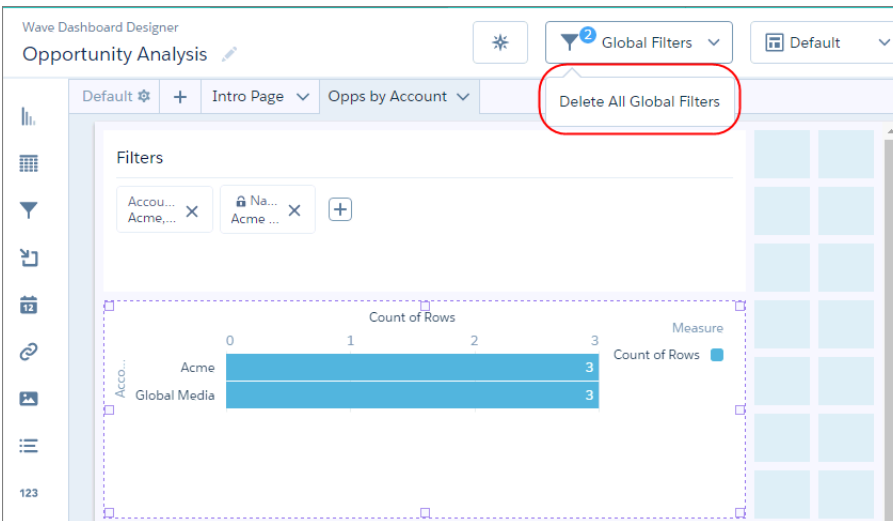 Wave Dashboard Designer
Opportunity Analysis
2 Global Filters
Default
Delete All Global Filters
Default
+
Intro Page
Opps by Account
Filters
Accou...
Acme,...
Na...
Acme ...
Count of Rows
0 1 2 3
Measure
Count of Rows
Acco...
Acme 3
Global Media 3
12
123